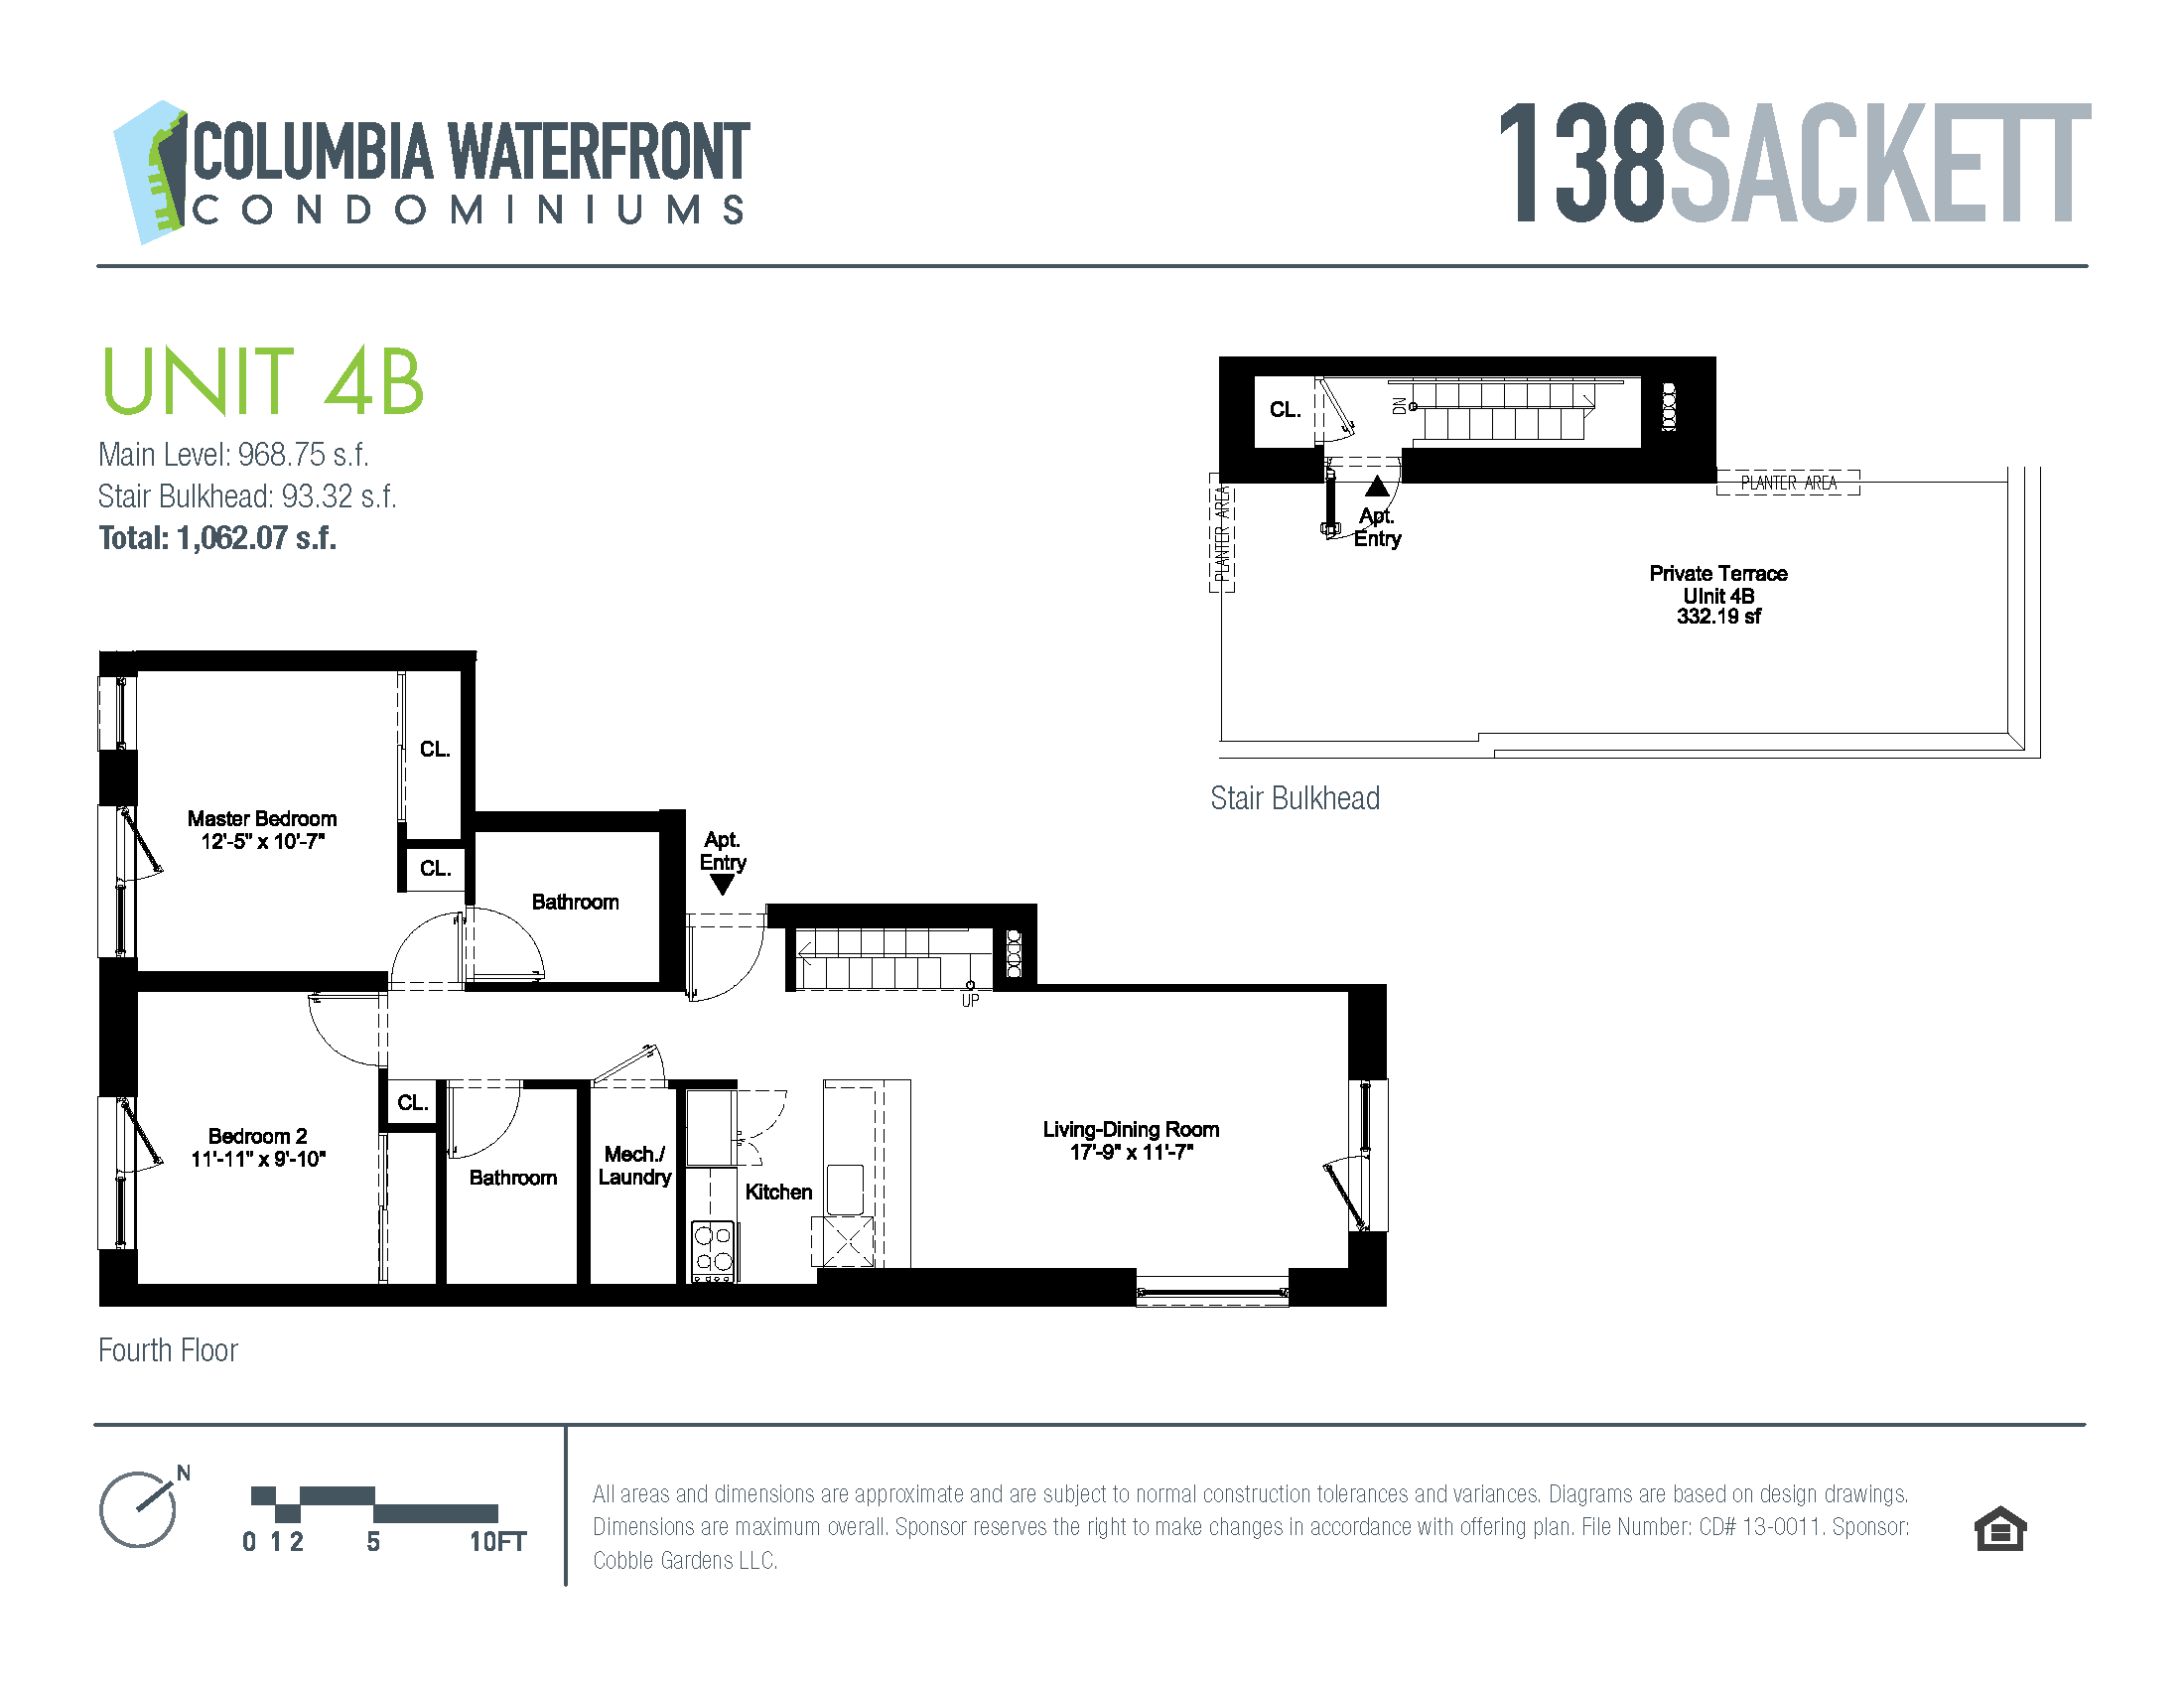 COLUMBIA WATERFRONT
CONDOMINIUMS
138SACKETT
UNIT 4B
Main Level: 968.75 s.f.
Stair Bulkhead: 93.32 s.f.
Total: 1,062.07 s.f.
CL.
DN
PLANTER AREA
PLANTER AREA
Apt.
Entry
Private Terrace
UInit 4B
332.19 sf
Stair Bulkhead
CL.
Master Bedroom
12'-5" x 10'-7"
CL.
Bathroom
Apt.
Entry
UP
CL.
Bedroom 2
11'-11" x 9'-10"
Bathroom
Mech./
Laundry
Kitchen
Living-Dining Room
17'-9" x 11'-7"
Fourth Floor
N
0 1 2 5 10FT
All areas and dimensions are approximate and are subject to normal construction tolerances and variances. Diagrams are based on design drawings.
Dimensions are maximum overall. Sponsor reserves the right to make changes in accordance with offering plan. File Number: CD# 13-0011. Sponsor:
Cobble Gardens LLC.